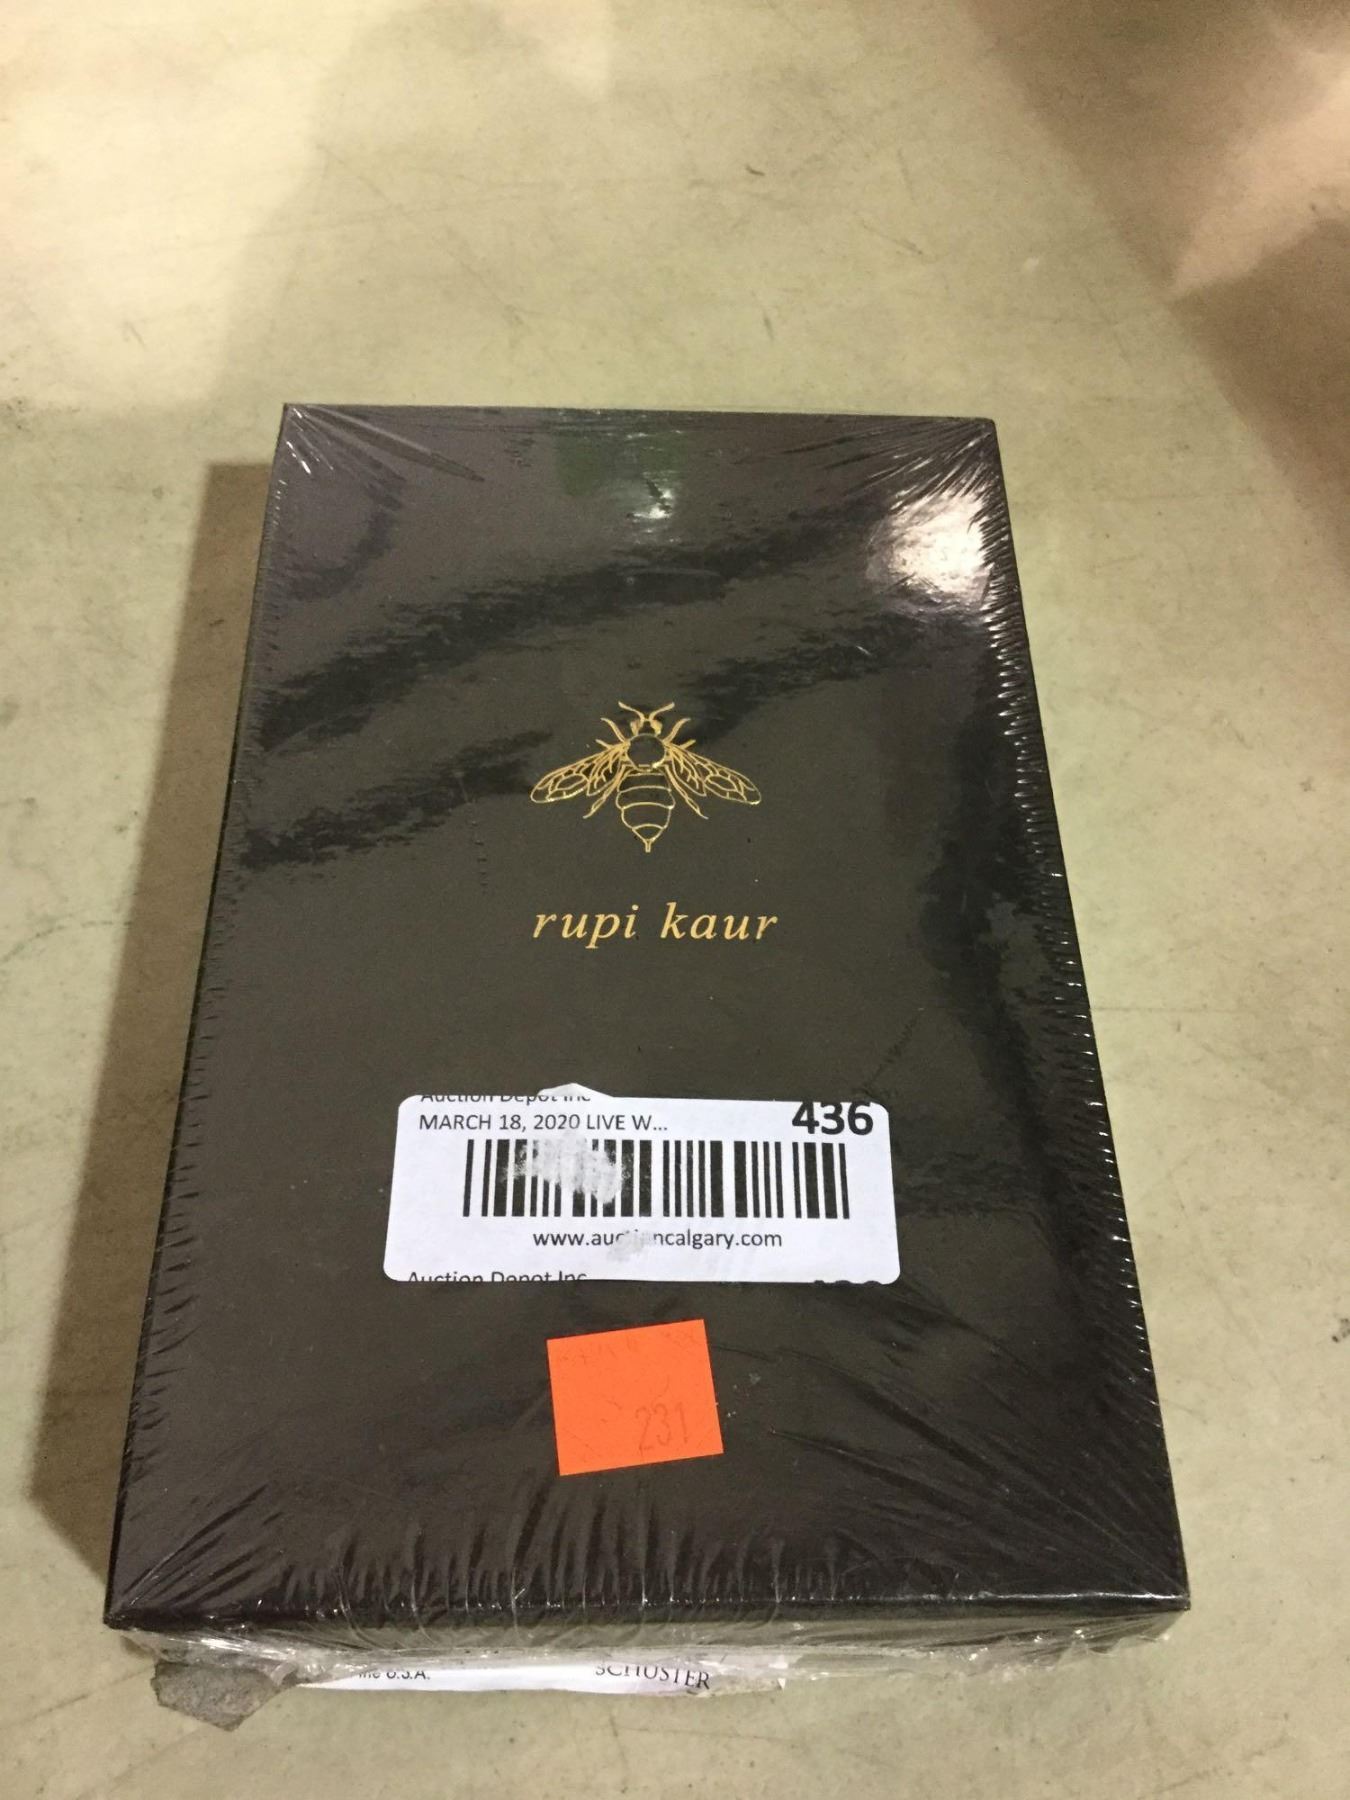 rupi kaur
Auction Depot Inc
MARCH 18, 2020 LIVE W... 436
www.auctioncalgary.com
Auction Depot Inc
231
U.S.A. SCHUSTER